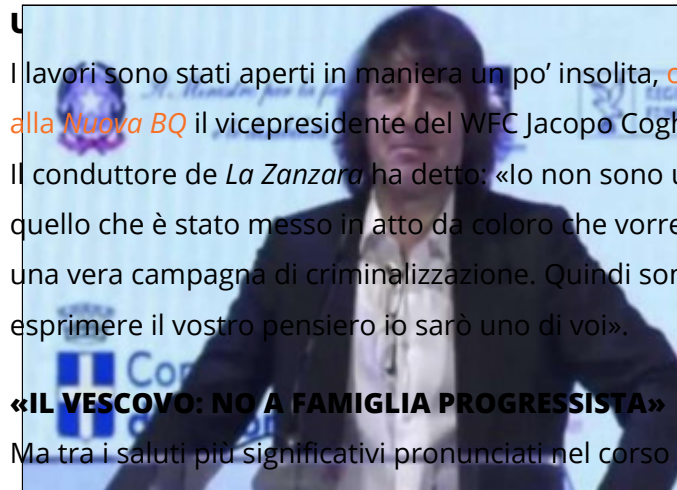 I lavori sono stati aperti in maniera un po’ insolita,
alla Nuova BQ il vicepresidente del WFC Jacopo
Il conduttore de La Zanzara ha detto: «Io non sono
quello che è stato messo in atto da coloro che
una vera campagna di criminalizzazione. Quindi
esprimere il vostro pensiero io sarò uno di voi».
«IL VESCOVO: NO A FAMIGLIA PROGRESSISTA»
Ma tra i saluti più significativi pronunciati nel corso